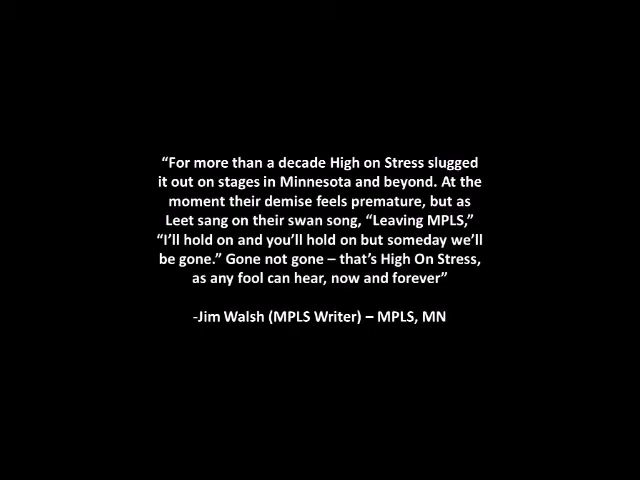 “For more than a decade High on Stress slugged
it out on stages in Minnesota and beyond. At the
moment their demise feels premature, but as
Leet sang on their swan song, “Leaving MPLS,”
“I’ll hold on and you’ll hold on but someday we’ll
be gone.” Gone not gone – that’s High On Stress,
as any fool can hear, now and forever”
-Jim Walsh (MPLS Writer) – MPLS, MN